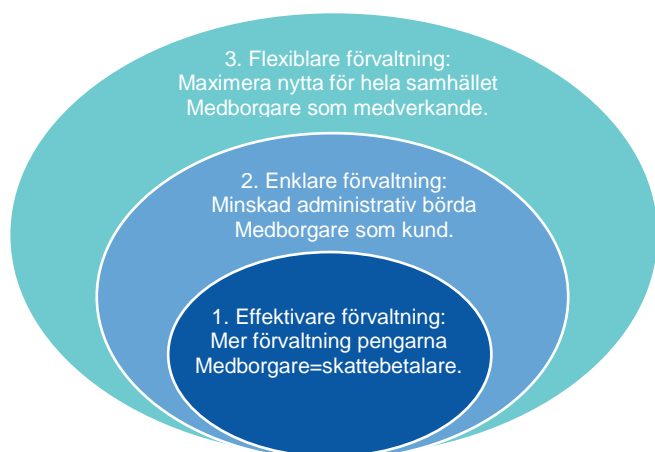 3. Flexiblare förvaltning:
Maximera nytta för hela samhället
Medborgare som medverkande.
2. Enklare förvaltning:
Minskad administrativ börda
Medborgare som kund.
1. Effektivare förvaltning:
Mer förvaltning pengarna
Medborgare=skattebetalare.